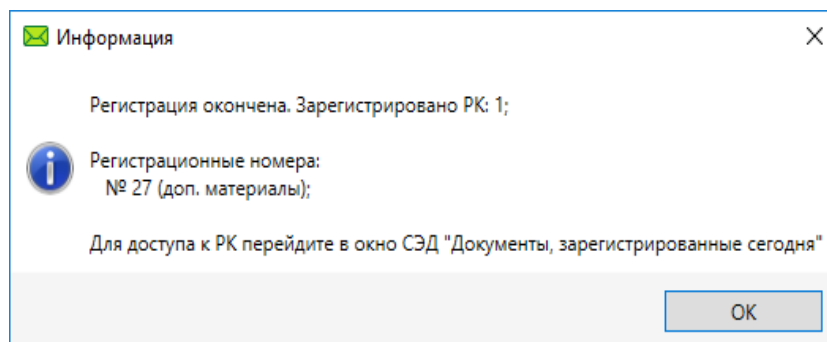 Информация
Регистрация окончена. Зарегистрировано РК: 1;
Регистрационные номера:
№ 27 (доп. материалы);
Для доступа к РК перейдите в окно СЭД "Документы, зарегистрированные сегодня"
ОК